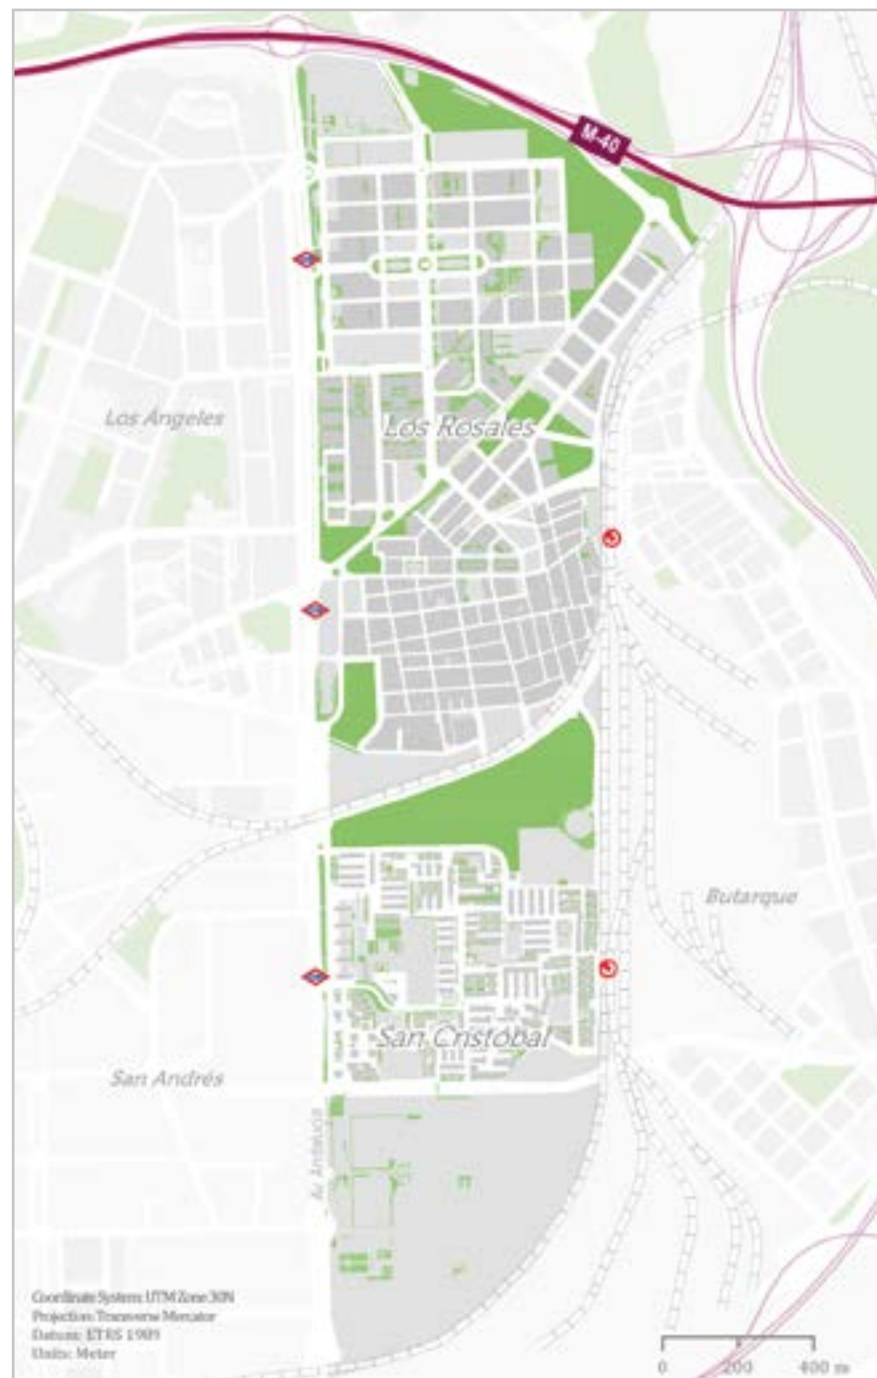 M-40
Los Ángeles
Los Rosales
Butarque
San Cristóbal
San Andrés
Av. Andalucía
Coordinate System: UTM Zone 30N
Projection: Transverse Mercator
Datum: ETRS 1989
Units: Meter
0 200 400 m